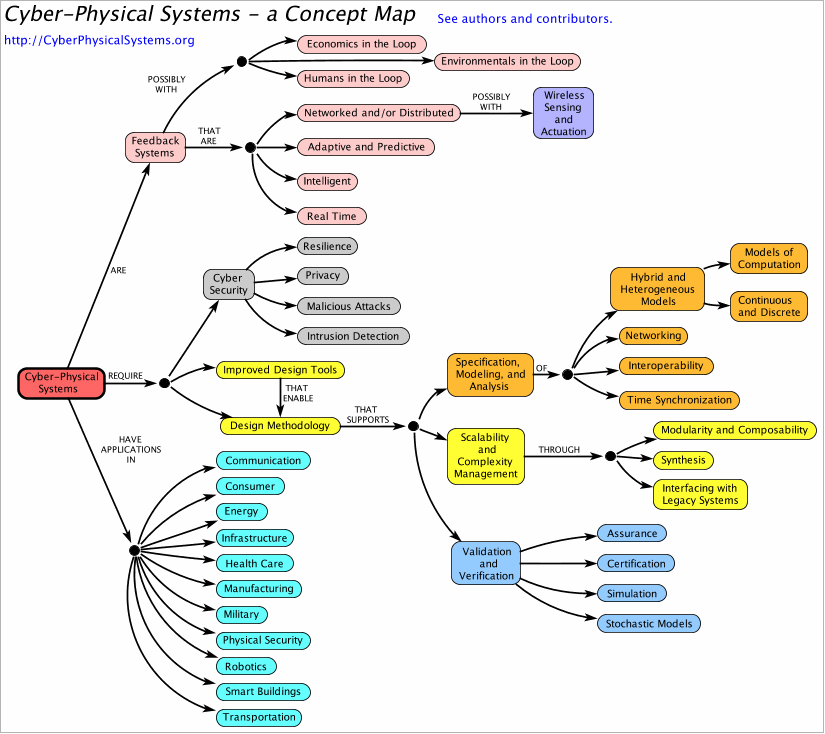 Cyber-Physical Systems - a Concept Map
See authors and contributors.
http://CyberPhysicalSystems.org
Economics in the Loop
Environmentals in the Loop
Humans in the Loop
POSSIBLY
WITH
Feedback
Systems
THAT
ARE
Networked and/or Distributed
POSSIBLY
WITH
Wireless
Sensing
and
Actuation
Adaptive and Predictive
Intelligent
Real Time
ARE
Cyber-Physical
Systems
REQUIRE
Cyber
Security
Resilience
Privacy
Malicious Attacks
Intrusion Detection
Improved Design Tools
THAT
ENABLE
Design Methodology
THAT
SUPPORTS
Specification,
Modeling, and
Analysis
OF
Hybrid and
Heterogeneous
Models
Models of
Computation
Continuous
and Discrete
Networking
Interoperability
Time Synchronization
Scalability
and
Complexity
Management
THROUGH
Modularity and Composability
Synthesis
Interfacing with
Legacy Systems
Validation
and
Verification
Assurance
Certification
Simulation
Stochastic Models
HAVE
APPLICATIONS
IN
Communication
Consumer
Energy
Infrastructure
Health Care
Manufacturing
Military
Physical Security
Robotics
Smart Buildings
Transportation